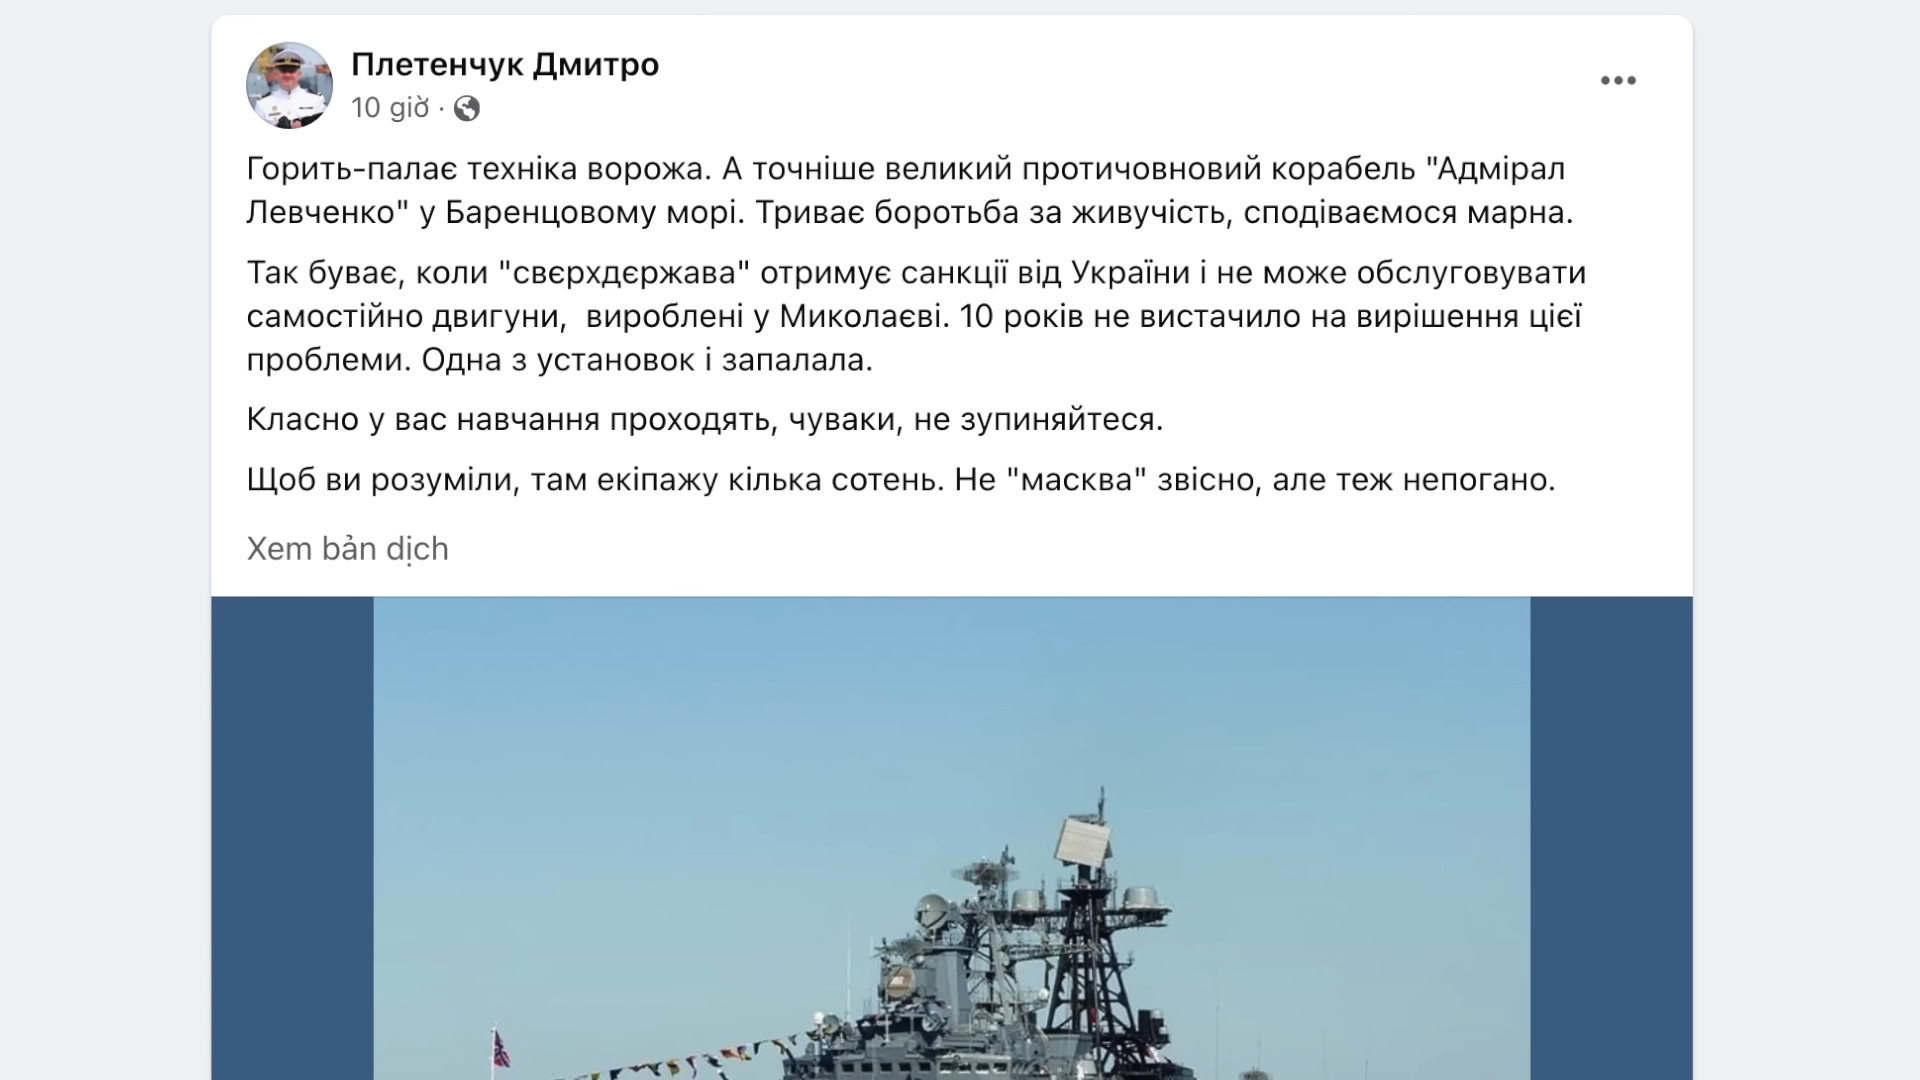 Плетенчук Дмитро
10 giờ ·
Горить-палає техніка ворожа. А точніше великий протичовновий корабель "Адмірал
Левченко" у Баренцовому морі. Триває боротьба за живучість, сподіваємося марна.
Так буває, коли "свєрхдєржава" отримує санкції від України і не може обслуговувати
самостійно двигуни,  вироблені у Миколаєві. 10 років не вистачило на вирішення цієї
проблеми. Одна з установок і запалала.
Класно у вас навчання проходять, чуваки, не зупиняйтеся.
Щоб ви розуміли, там екіпажу кілька сотень. Не "масква" звісно, але теж непогано.
Xem bản dịch